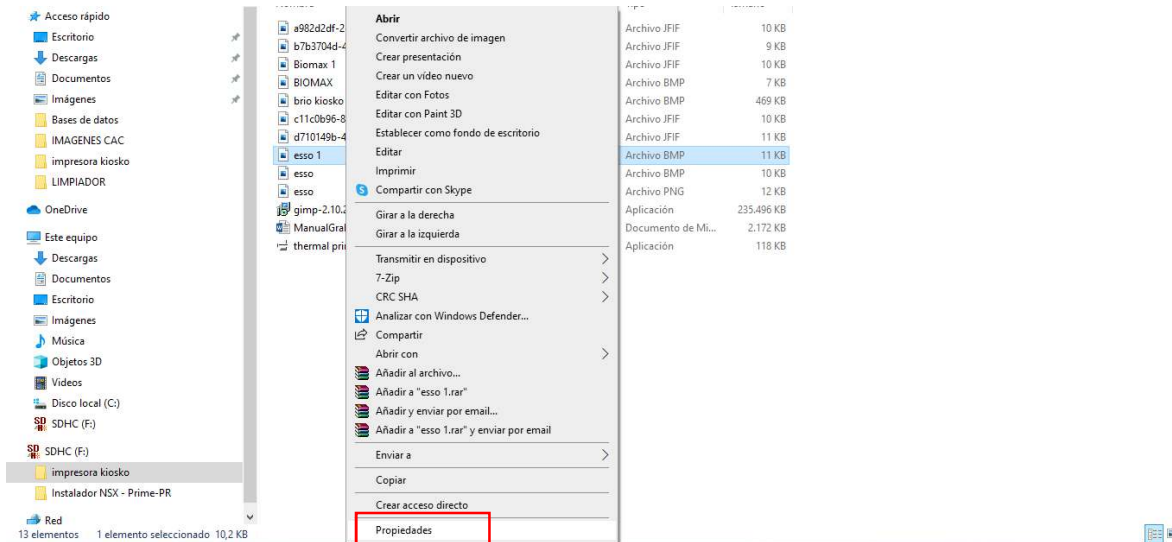 Acceso rápido
Escritorio
Descargas
Documentos
Imágenes
Bases de datos
IMAGENES CAC
impresora kiosko
LIMPIADOR
OneDrive
Este equipo
Descargas
Documentos
Escritorio
Imágenes
Música
Objetos 3D
Videos
Disco local (C:)
SDHC (F:)
SDHC (F:)
impresora kiosko
Instalador NSX - Prime-PR
Red
13 elementos 1 elemento seleccionado 10,2 KB
a982d2df-2 Archivo JFIF 10 KB
b7b3704d-4 Archivo JFIF 9 KB
Biomax 1 Archivo JFIF 10 KB
BIOMAX Archivo BMP 7 KB
brio kiosko Archivo BMP 469 KB
c11c0b96-8 Archivo JFIF 10 KB
d710149b-4 Archivo JFIF 11 KB
esso 1 Archivo BMP 11 KB
esso Archivo BMP 10 KB
esso Archivo PNG 12 KB
gimp-2.10.2 Aplicación 235.496 KB
ManualGraf Documento de Mi... 2.172 KB
thermal pri Aplicación 118 KB
Abrir
Convertir archivo de imagen
Crear presentación
Crear un vídeo nuevo
Editar con Fotos
Editar con Paint 3D
Establecer como fondo de escritorio
Editar
Imprimir
Compartir con Skype
Girar a la derecha
Girar a la izquierda
Transmitir en dispositivo
7-Zip
CRC SHA
Analizar con Windows Defender...
Compartir
Abrir con
Añadir al archivo...
Añadir a "esso 1.rar"
Añadir y enviar por email...
Añadir a "esso 1.rar" y enviar por email
Enviar a
Copiar
Crear acceso directo
Propiedades